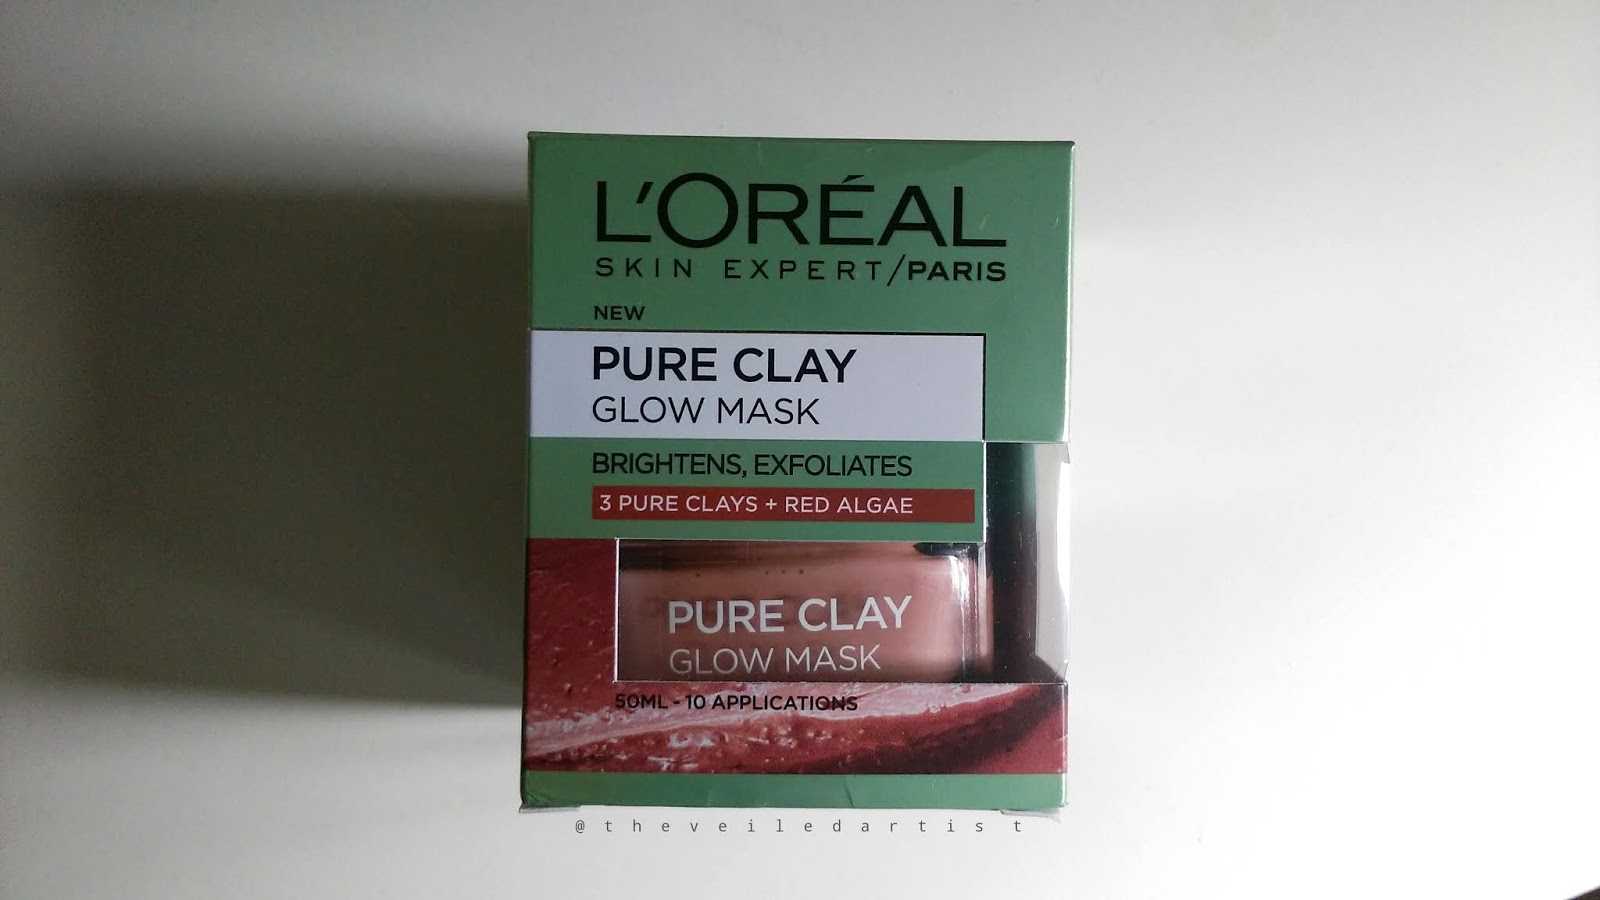 L'ORÉAL
SKIN EXPERT/PARIS
NEW
PURE CLAY
GLOW MASK
BRIGHTENS, EXFOLIATES
3 PURE CLAYS + RED ALGAE
PURE CLAY
GLOW MASK
50ML - 10 APPLICATIONS
@theveiledartist